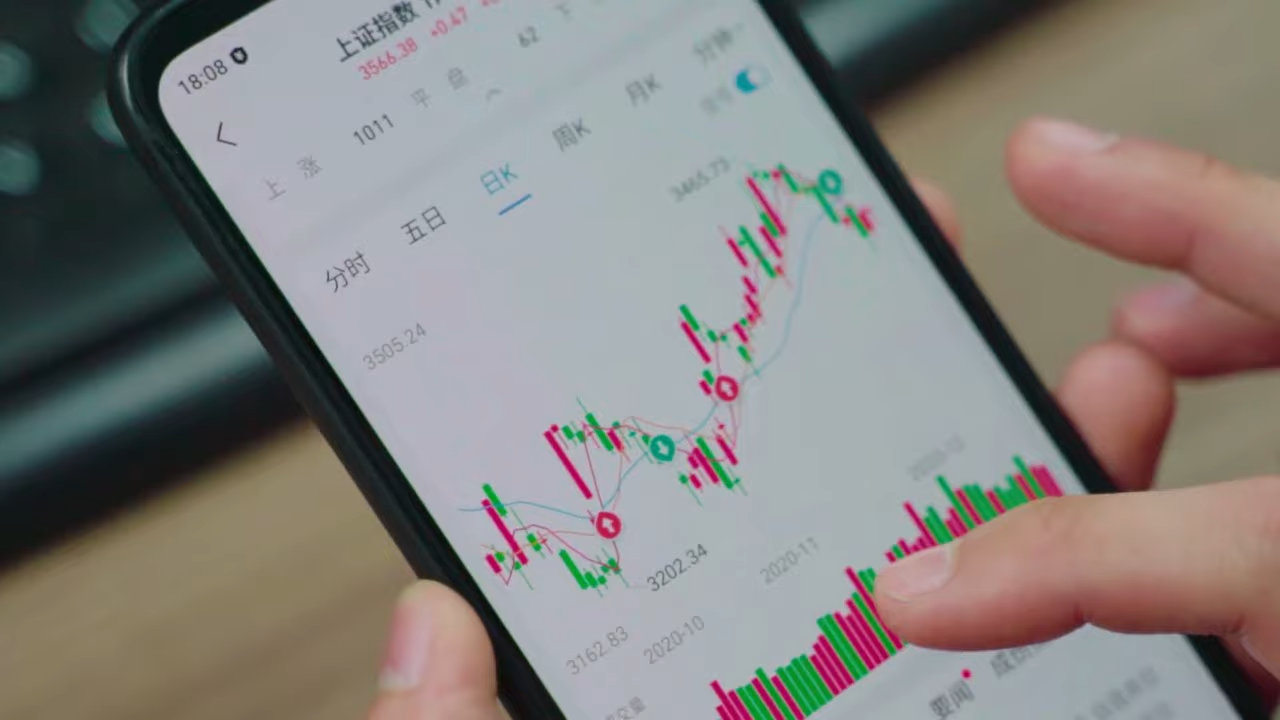 18:08
上证指数
3566.38 +0.47
上涨 1011 平盘 62 下
分时 五日 日K 周K 月K 分钟
3465.73
3505.24
3202.34
3162.83
2020-10 2020-11
要闻